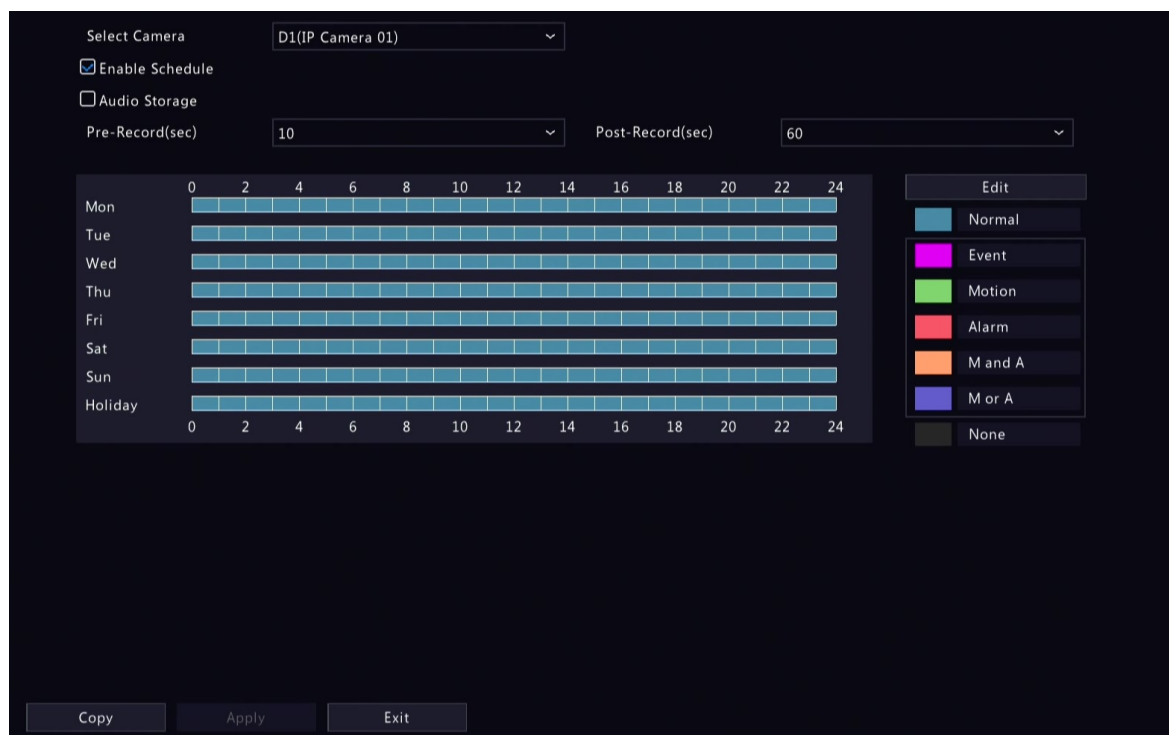 Select Camera D1(IP Camera 01)
Enable Schedule
Audio Storage
Pre-Record(sec) 10 Post-Record(sec) 60
0 2 4 6 8 10 12 14 16 18 20 22 24 Edit
Mon
Tue
Wed
Thu
Fri
Sat
Sun
Holiday
0 2 4 6 8 10 12 14 16 18 20 22 24
Normal
Event
Motion
Alarm
M and A
M or A
None
Copy Apply Exit